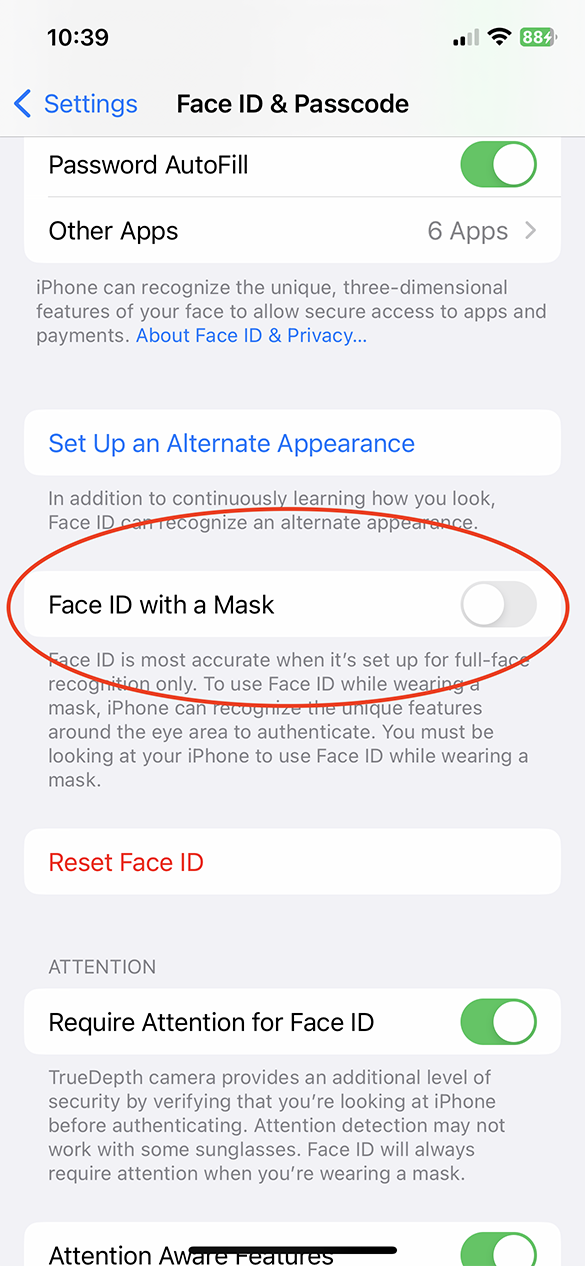 10:39
88
Settings
Face ID & Passcode
Password AutoFill
Other Apps
6 Apps
iPhone can recognize the unique, three-dimensional
features of your face to allow secure access to apps and
payments. About Face ID & Privacy...
Set Up an Alternate Appearance
In addition to continuously learning how you look,
Face ID can recognize an alternate appearance.
Face ID with a Mask
Face ID is most accurate when it’s set up for full-face
recognition only. To use Face ID while wearing a
mask, iPhone can recognize the unique features
around the eye area to authenticate. You must be
looking at your iPhone to use Face ID while wearing a
mask.
Reset Face ID
ATTENTION
Require Attention for Face ID
TrueDepth camera provides an additional level of
security by verifying that you’re looking at iPhone
before authenticating. Attention detection may not
work with some sunglasses. Face ID will always
require attention when you’re wearing a mask.
Attention Aware Features